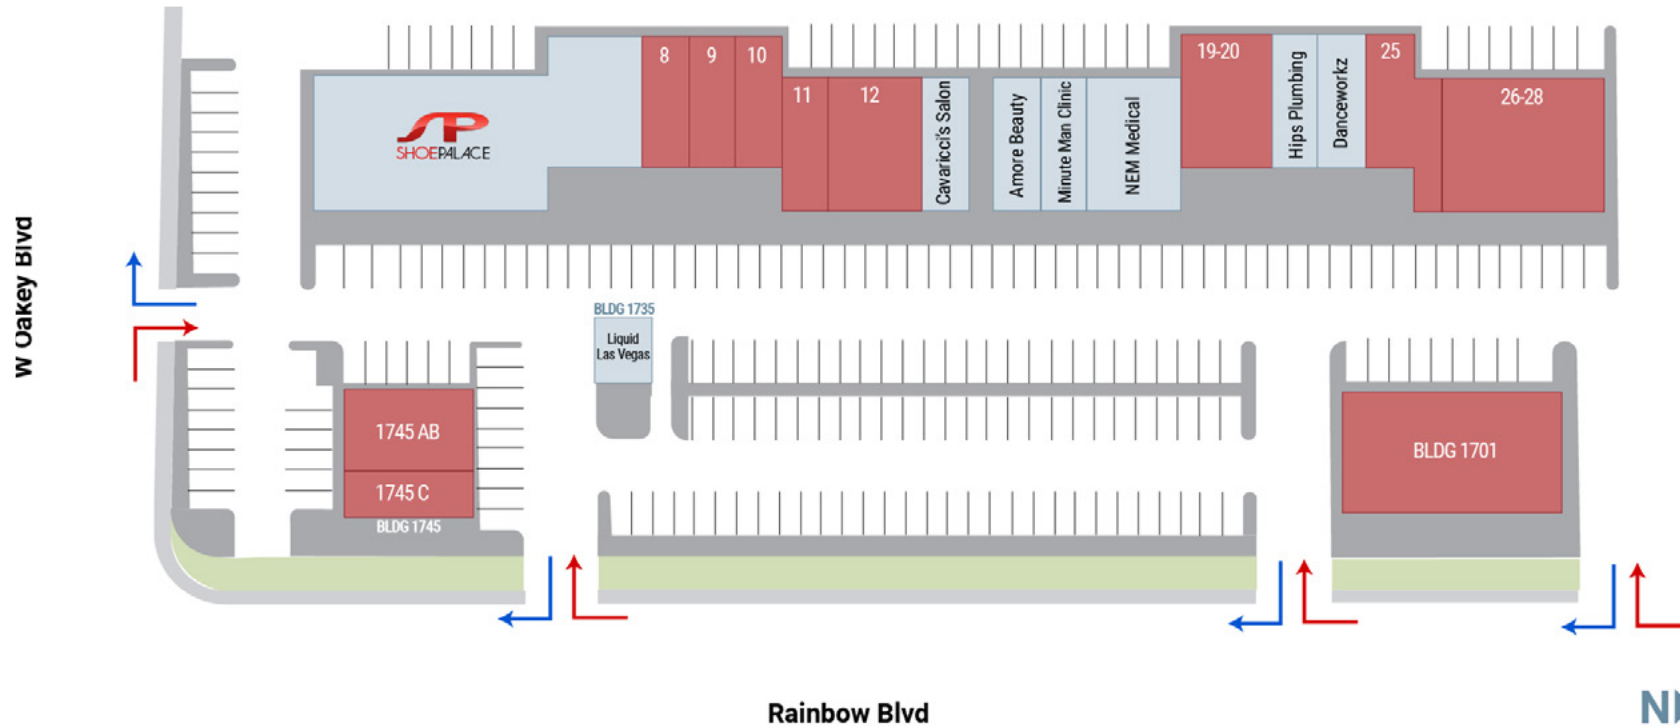 8
9
10
19-20
25
11
12
26-28
SHOEPALACE
Cavaricci's Salon
Amore Beauty
Minute Man Clinic
NEM Medical
Hips Plumbing
Danceworkz
W Oakey Blvd
BLDG 1735
Liquid
Las Vegas
1745 AB
1745 C
BLDG 1745
BLDG 1701
Rainbow Blvd